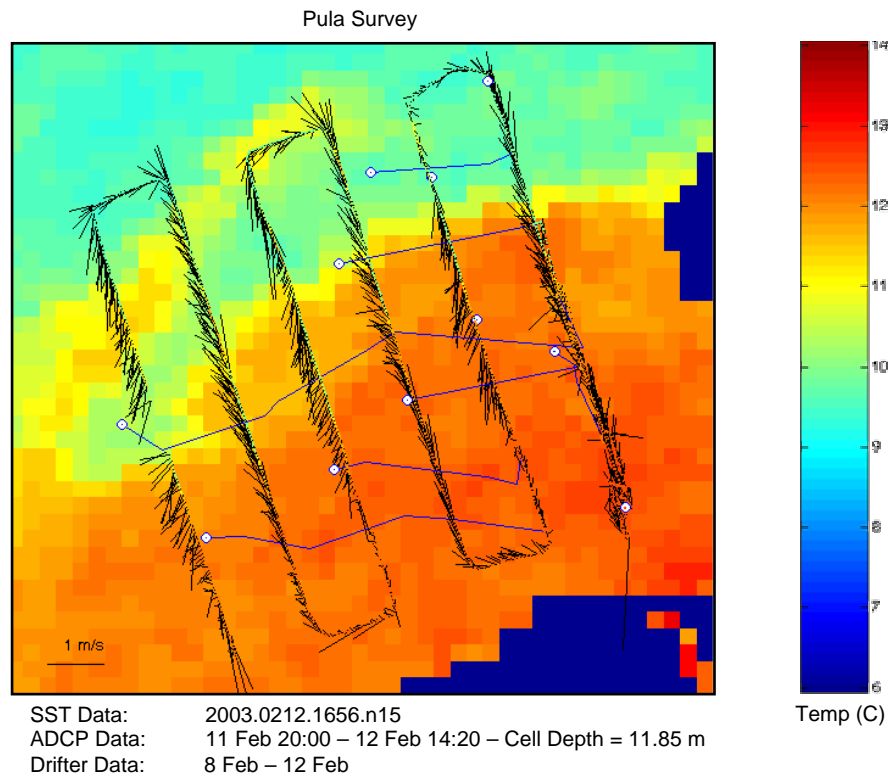 Pula Survey
14
13
12
11
10
9
8
7
6
1 m/s
Temp (C)
SST Data: 2003.0212.1656.n15
ADCP Data: 11 Feb 20:00 – 12 Feb 14:20 – Cell Depth = 11.85 m
Drifter Data: 8 Feb – 12 Feb